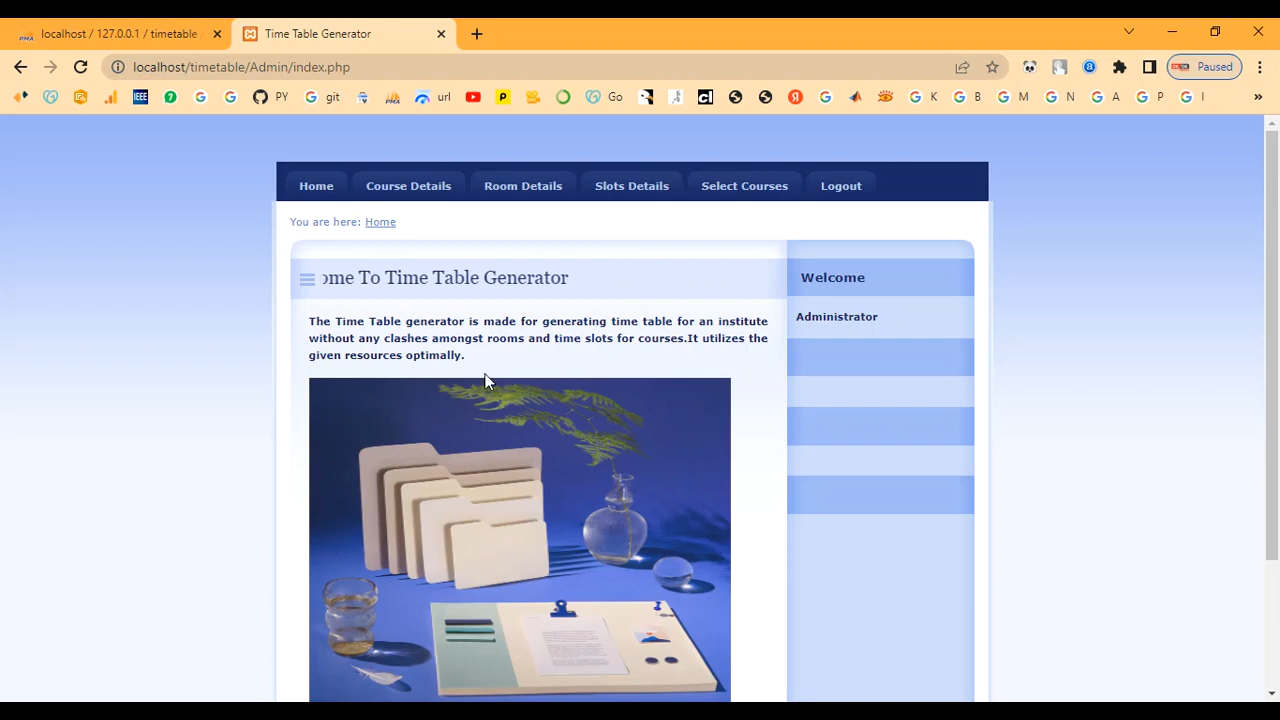 localhost / 127.0.0.1 / timetable
Time Table Generator
localhost/timetable/Admin/index.php
Paused
IEEE
PY
git
url
Go
K
B
M
N
A
P
I
Home
Course Details
Room Details
Slots Details
Select Courses
Logout
You are here: Home
ome To Time Table Generator
Welcome
The Time Table generator is made for generating time table for an institute
without any clashes amongst rooms and time slots for courses.It utilizes the
given resources optimally.
Administrator